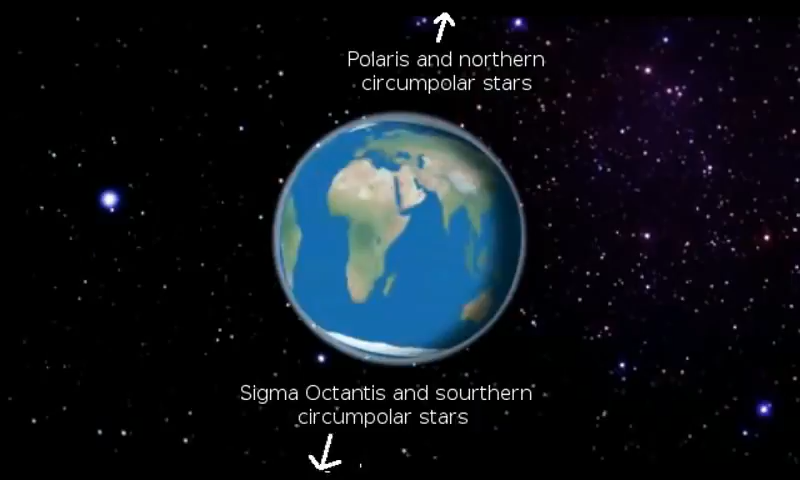 Polaris and northern
circumpolar stars
Sigma Octantis and sourthern
circumpolar stars